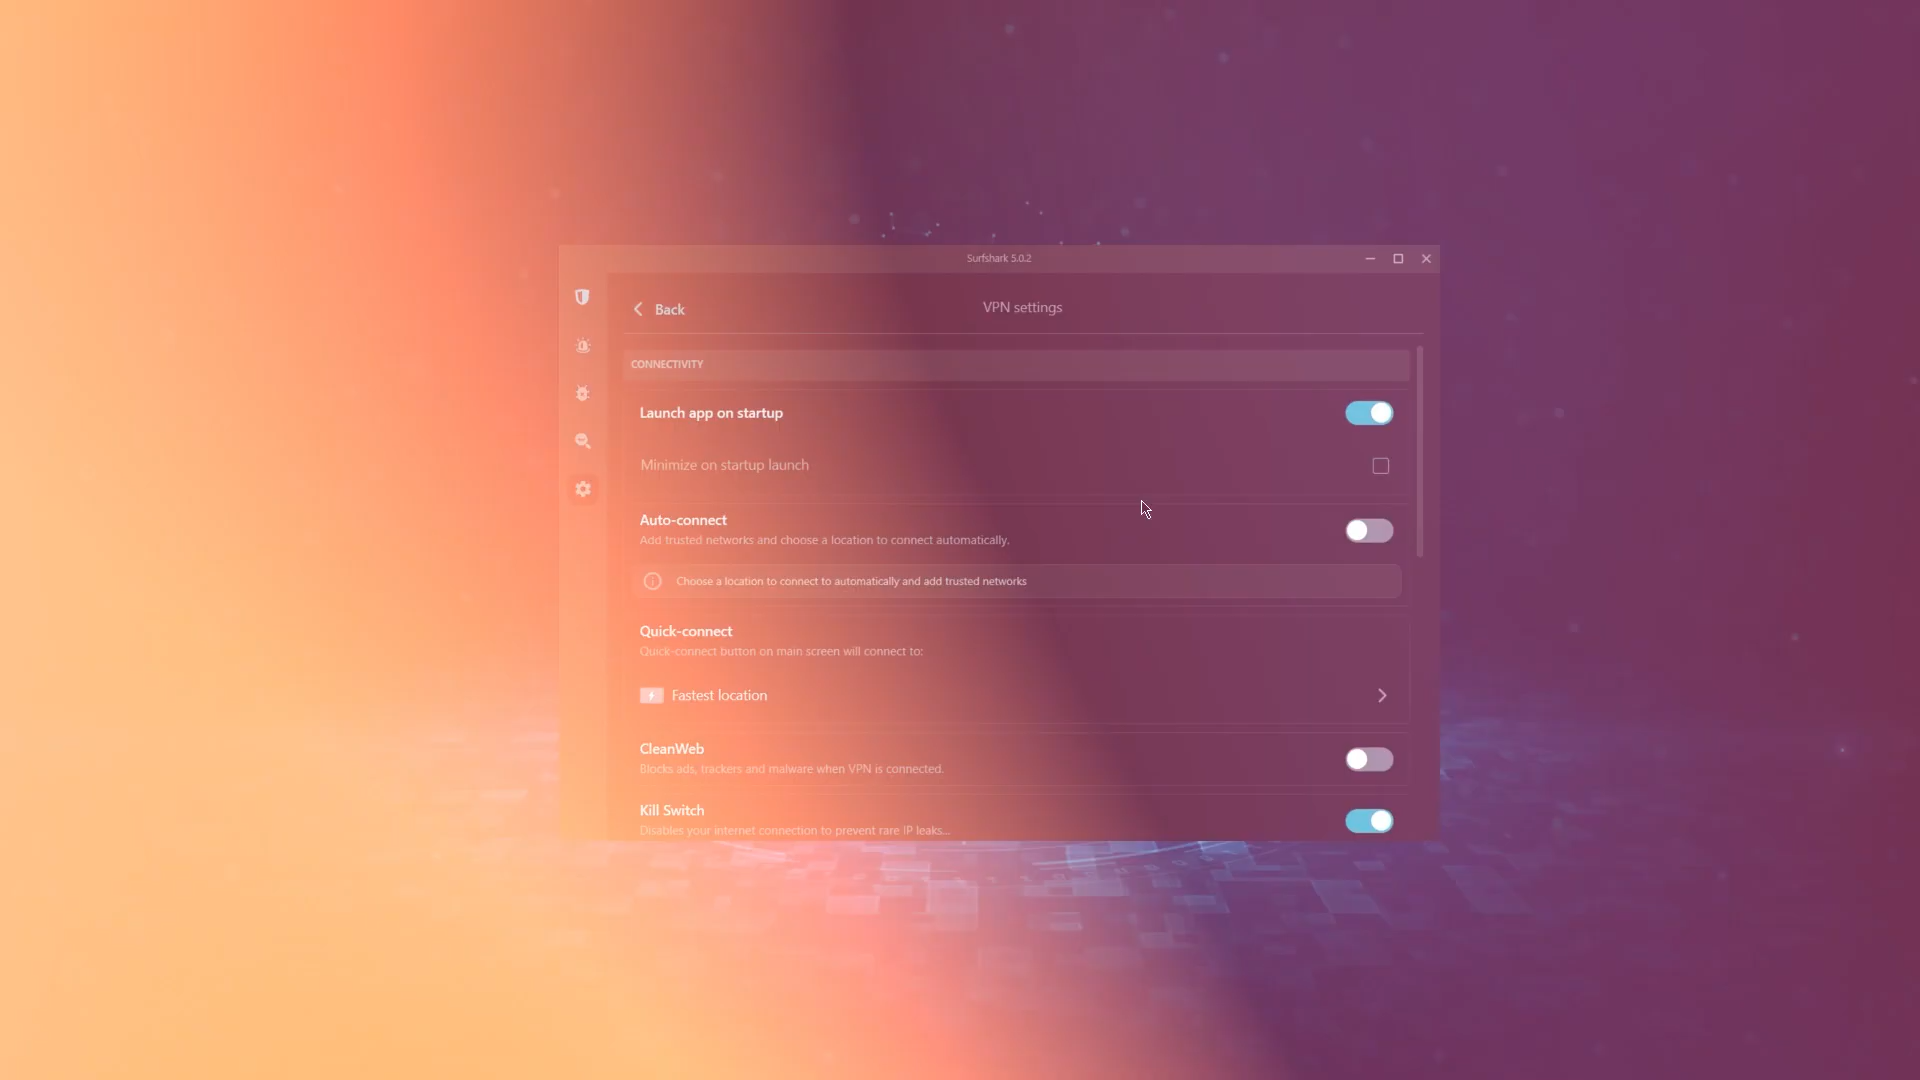 Surfshark 5.0.2
Back
VPN settings
CONNECTIVITY
Launch app on startup
Minimize on startup launch
Auto-connect
Add trusted networks and choose a location to connect automatically.
Choose a location to connect to automatically and add trusted networks
Quick-connect
Quick-connect button on main screen will connect to:
Fastest location
CleanWeb
Blocks ads, trackers and malware when VPN is connected.
Kill Switch
Disables your internet connection to prevent rare IP leaks...